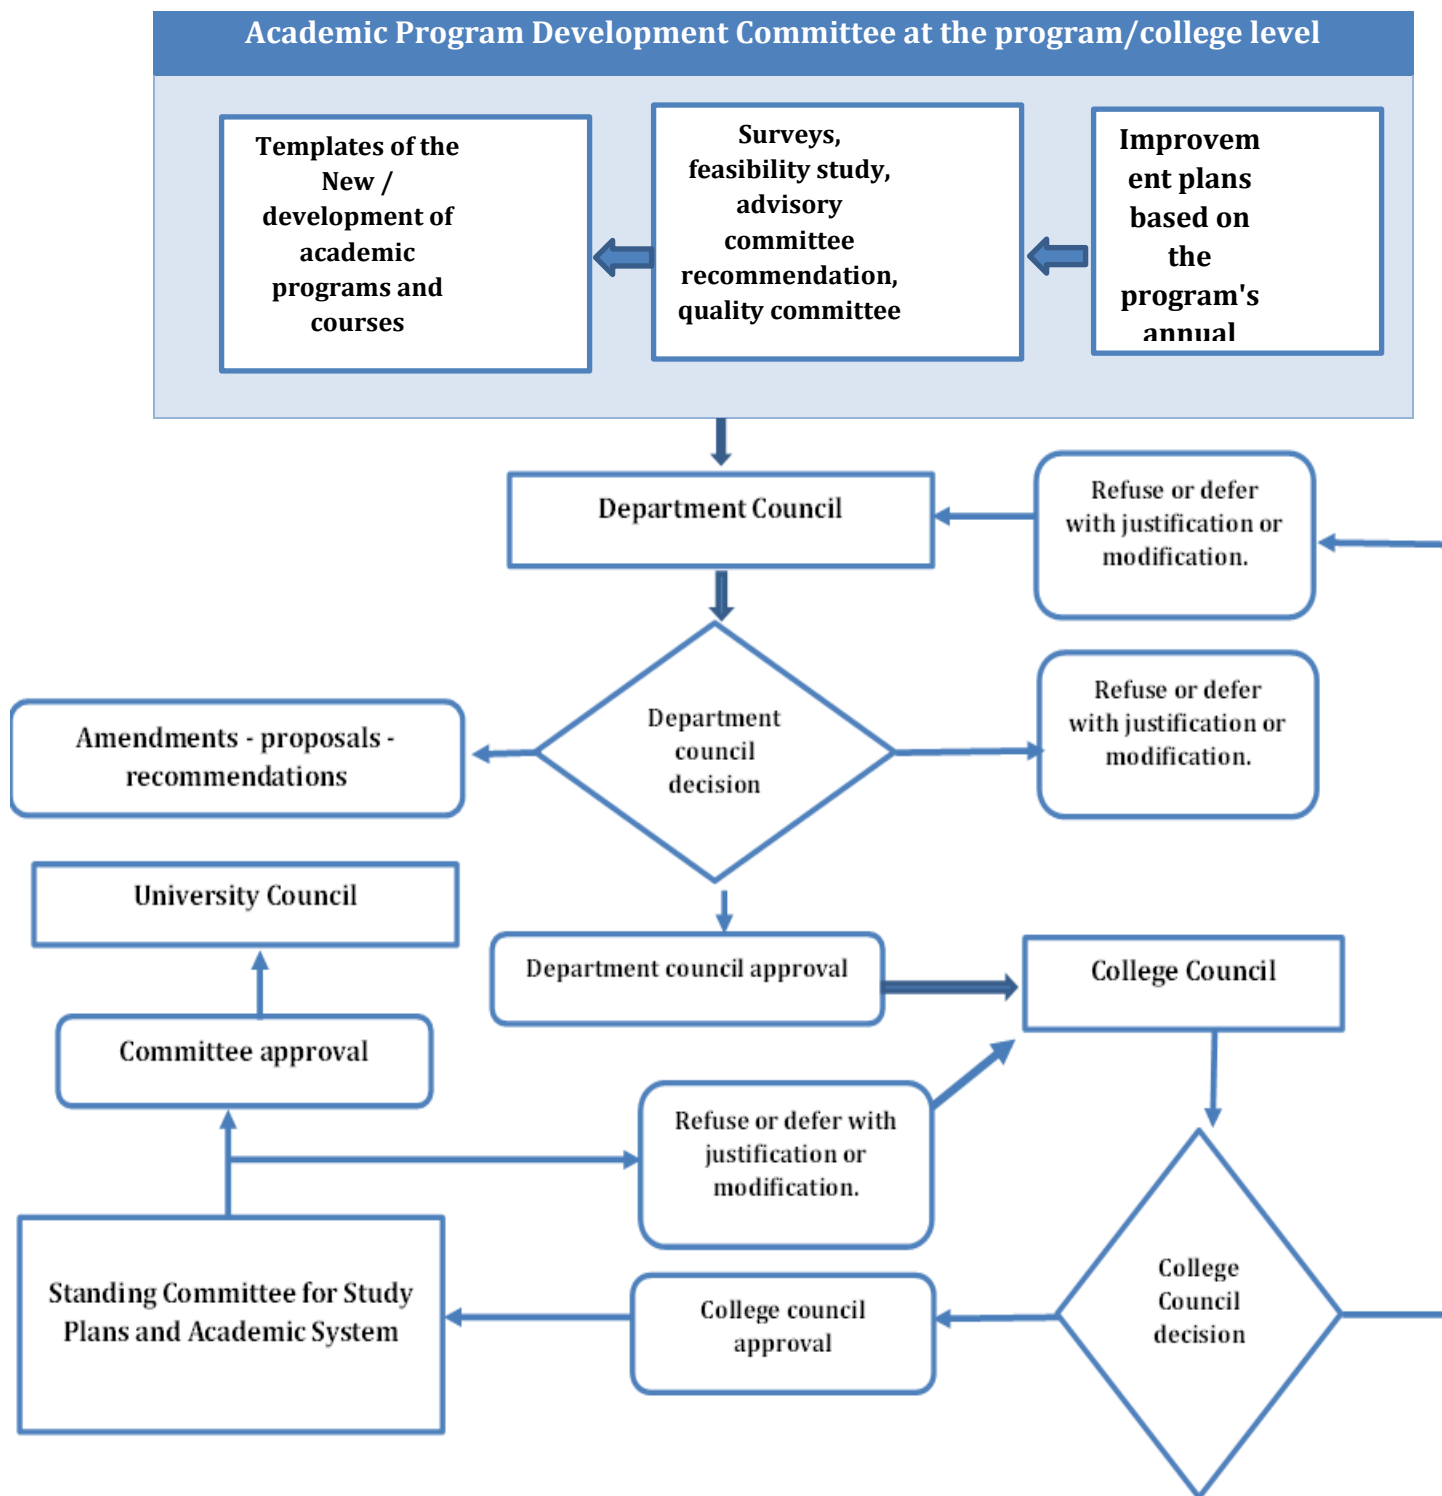 Academic Program Development Committee at the program/college level
Templates of the
New /
development of
academic
programs and
courses
Surveys,
feasibility study,
advisory
committee
recommendation,
quality committee
Improvem
ent plans
based on
the
program's
annual
Department Council
Refuse or defer
with justification or
modification.
Department
council
decision
Refuse or defer
with justification or
modification.
Amendments - proposals -
recommendations
University Council
Department council approval
College Council
Committee approval
Refuse or defer with
justification or
modification.
Standing Committee for Study
Plans and Academic System
College council
approval
College
Council
decision